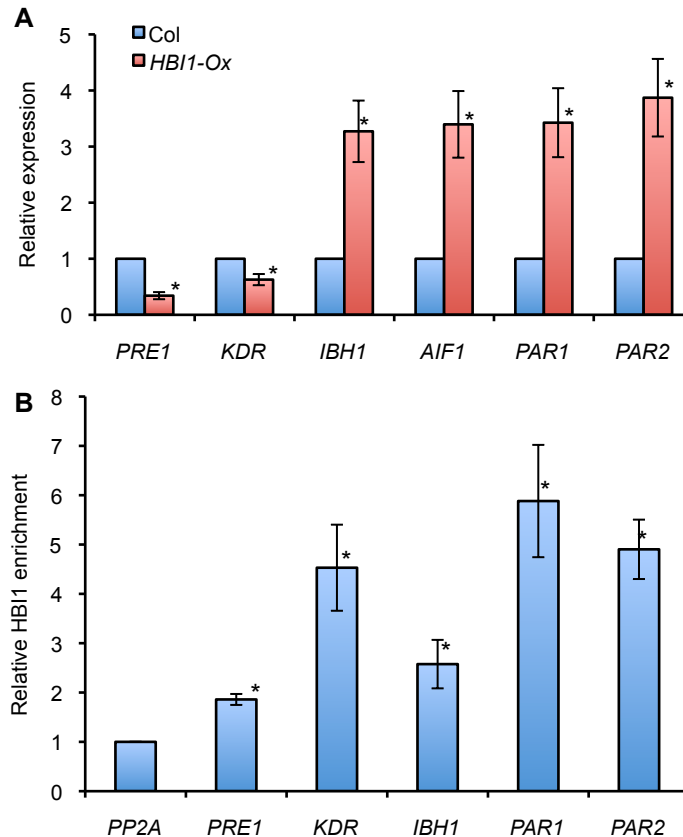 A
Col
HBI1-Ox
Relative expression
5
4
3
2
1
0
* * * * * *
PRE1 KDR IBH1 AIF1 PAR1 PAR2
B
Relative HBI1 enrichment
8
7
6
5
4
3
2
1
0
* * * * *
PP2A PRE1 KDR IBH1 PAR1 PAR2